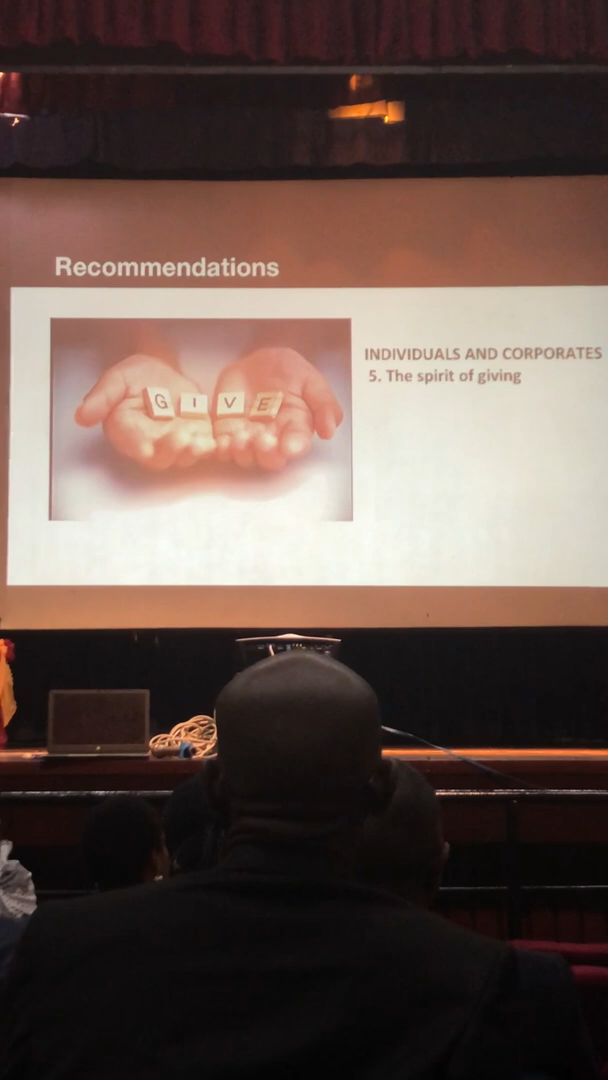 Recommendations
GIVE
INDIVIDUALS AND CORPORATES
5. The spirit of giving